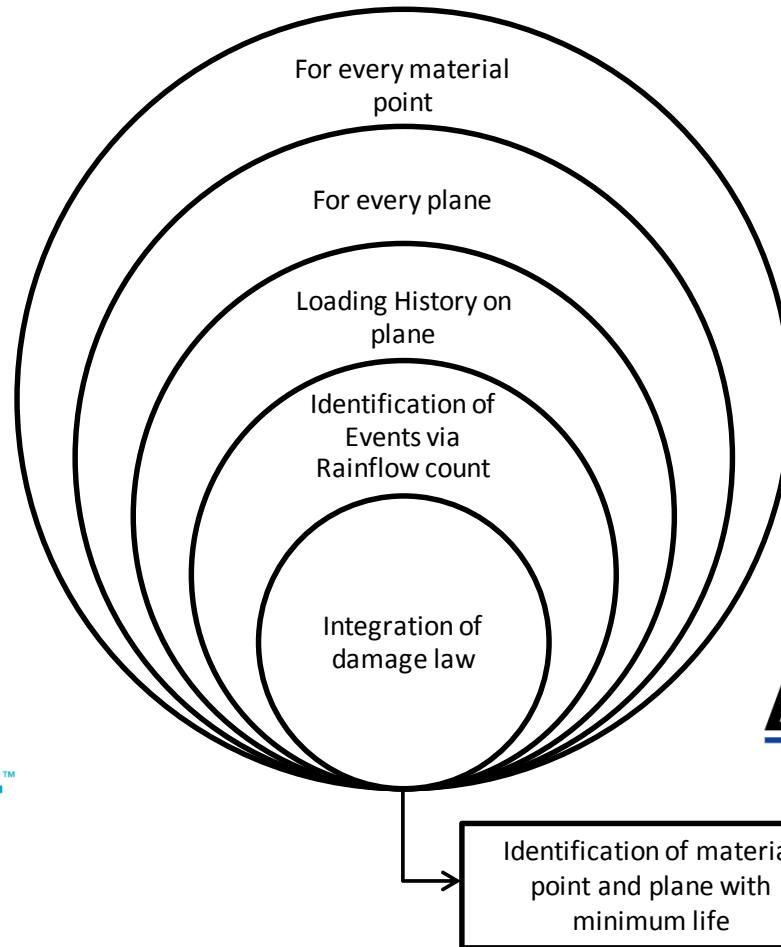 For every material
point
For every plane
Loading History on
plane
Identification of
Events via
Rainflow count
Integration of
damage law
™
Identification of materia
point and plane with
minimum life